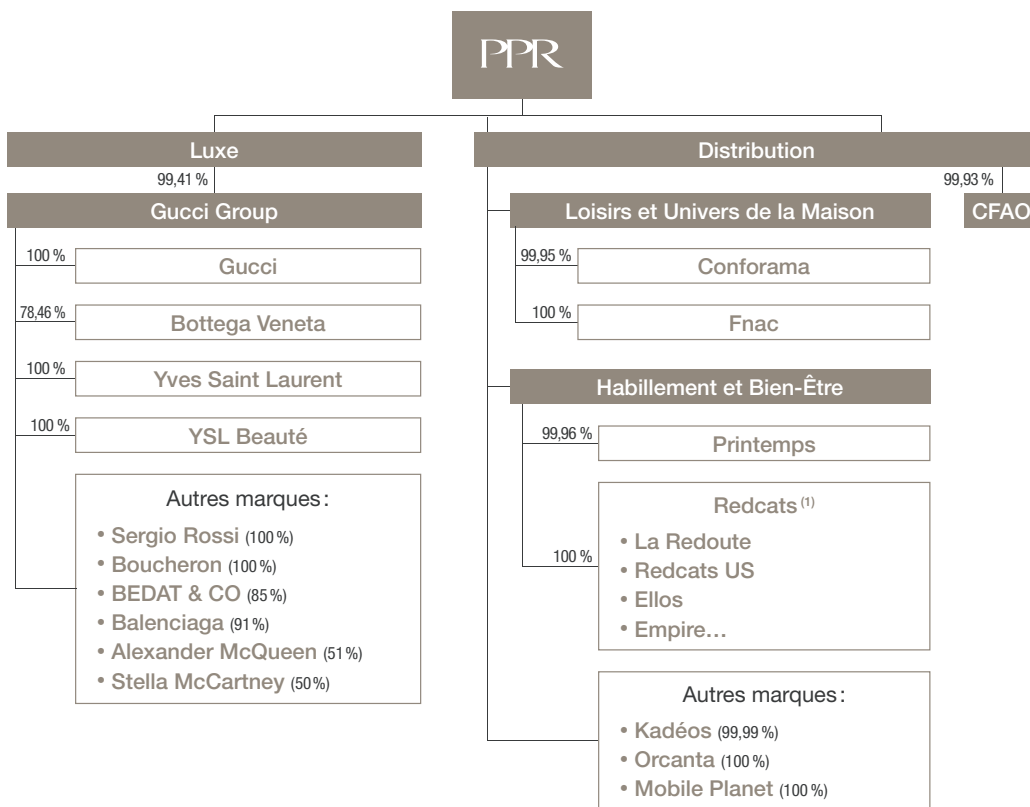 PPR
Luxe
99,41 %
Gucci Group
100 %
Gucci
78,46 %
Bottega Veneta
100 %
Yves Saint Laurent
100 %
YSL Beauté
Autres marques :
• Sergio Rossi (100 %)
• Boucheron (100 %)
• BEDAT & CO (85 %)
• Balenciaga (91 %)
• Alexander McQueen (51 %)
• Stella McCartney (50 %)
Distribution
99,93 %
Loisirs et Univers de la Maison
CFAO
99,95 %
Conforama
100 %
Fnac
Habillement et Bien-Être
99,96 %
Printemps
Redcats (1)
100 %
• La Redoute
• Redcats US
• Ellos
• Empire…
Autres marques :
• Kadéos (99,99 %)
• Orcanta (100 %)
• Mobile Planet (100 %)